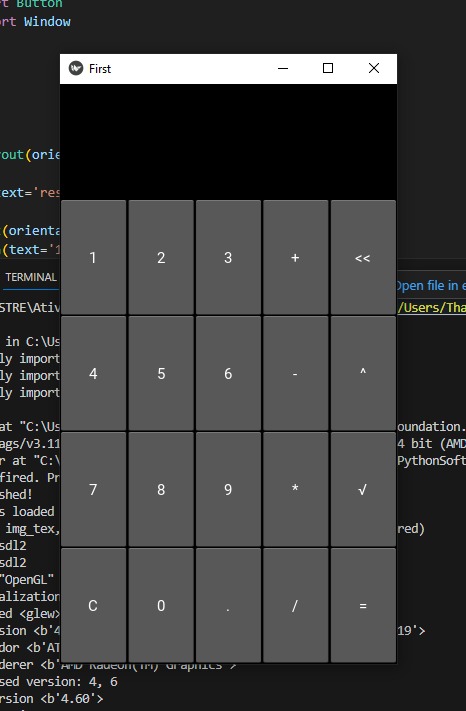 rt Button
ort Window
First
out(orie
text='res
(orienta
(text='1
1 2 3 + <<
TERMINAL
Open file in e
STRE\Ativ
/Users/Tha
in C:\Us
ly import
ly import
ly import
4 5 6 - ^
at "C:\Us
oundation.
ags/v3.11
4 bit (AMD
r at "C:\
PythonSoft
fired. Pr
shed!
7 8 9 * √
s loaded
img_tex,
red)
sdl2
sdl2
"OpenGL"
alization
ed <glew>
C 0 . / =
sion <b'4
19'>
dor <b'AT
derer <b'AMD Radeon(TM) Graphics'>
sed version: 4, 6
ersion <b'4.60'>